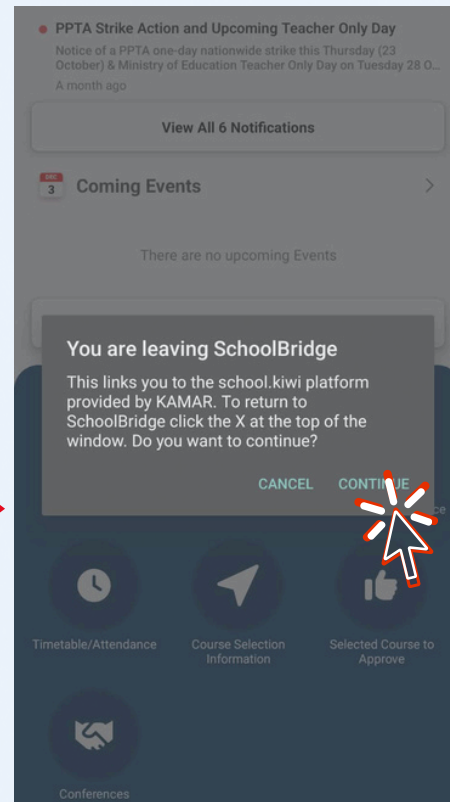 PPTA Strike Action and Upcoming Teacher Only Day
Notice of a PPTA one-day nationwide strike this Thursday (23
October) & Ministry of Education Teacher Only Day on Tuesday 28 O...
A month ago
View All 6 Notifications
DEC
3
Coming Events
There are no upcoming Events
You are leaving SchoolBridge
This links you to the school.kiwi platform
provided by KAMAR. To return to
SchoolBridge click the X at the top of the
window. Do you want to continue?
CANCEL CONTINUE
Timetable/Attendance
Course Selection
Information
Selected Course to
Approve
Conferences